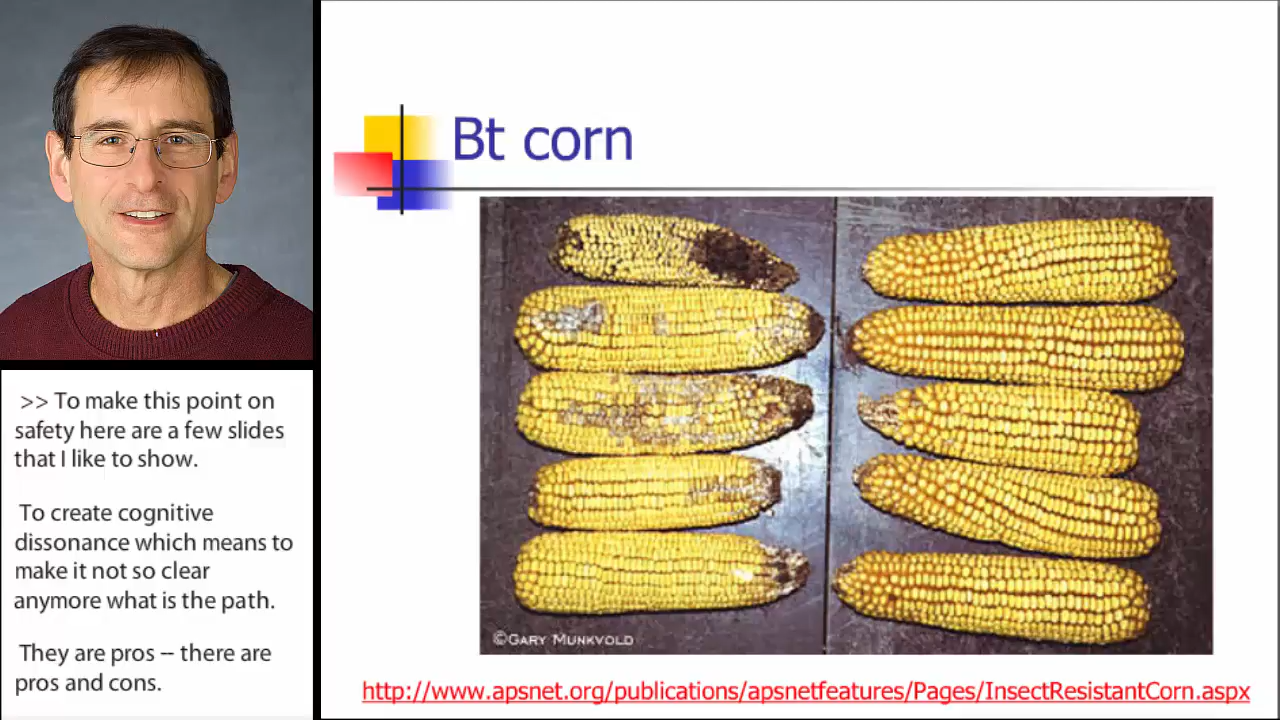 >> To make this point on
safety here are a few slides
that I like to show.
To create cognitive
dissonance which means to
make it not so clear
anymore what is the path.
They are pros -- there are
pros and cons.
Bt corn
©GARY MUNKVOLD
http://www.apsnet.org/publications/apsnetfeatures/Pages/InsectResistantCorn.aspx